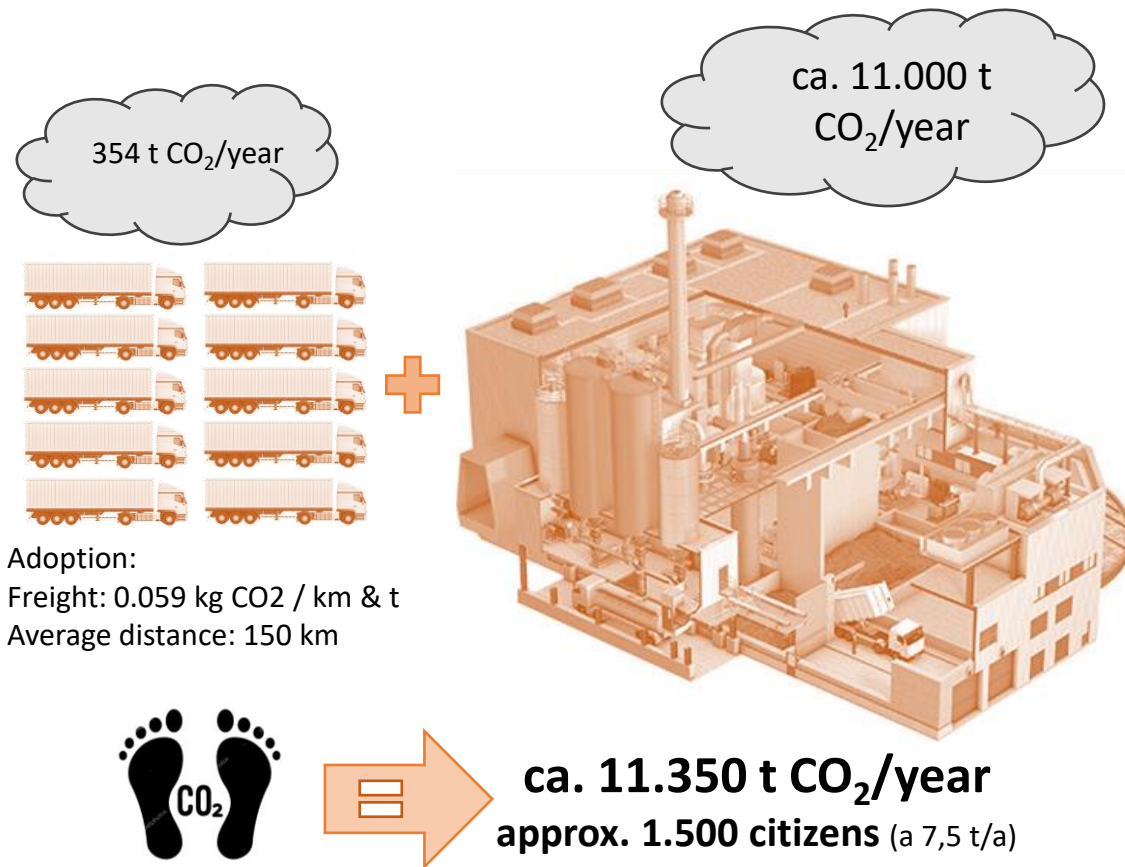 354 t CO₂/year
ca. 11.000 t
CO₂/year
Adoption:
Freight: 0.059 kg CO2 / km & t
Average distance: 150 km
CO₂
ca. 11.350 t CO₂/year
approx. 1.500 citizens (a 7,5 t/a)